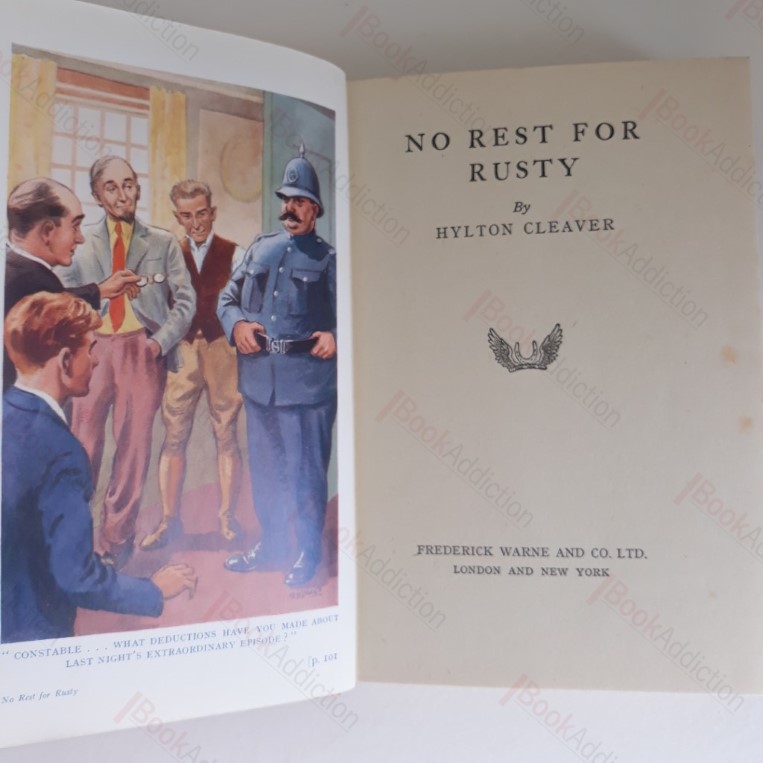 " CONSTABLE . . . WHAT DEDUCTIONS HAVE YOU MADE ABOUT
LAST NIGHT'S EXTRAORDINARY EPISODE ? "
[p. 101
No Rest for Rusty
NO REST FOR
RUSTY
By
HYLTON CLEAVER
FREDERICK WARNE AND CO. LTD.
LONDON AND NEW YORK
BookAddiction